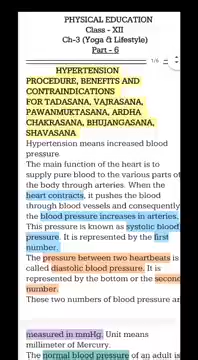 PHYSICAL EDUCATION
Class - XII
Ch-3 (Yoga & Lifestyle)
Part - 6
1/6
HYPERTENSION
PROCEDURE, BENEFITS AND
CONTRAINDICATIONS
FOR TADASANA, VAJRASANA,
PAWANMUKTASANA, ARDHA
CHAKRASANA, BHUJANGASANA,
SHAVASANA
Hypertension means increased blood
pressure.
The main function of the heart is to
supply pure blood to the various parts of
the body through arteries. When the
heart contracts, it pushes the blood
through blood vessels and consequently
the blood pressure increases in arteries.
This pressure is known as systolic blood
pressure. It is represented by the first
number.
The pressure between two heartbeats is
called diastolic blood pressure. It is
represented by the bottom or the second
number.
These two numbers of blood pressure ar
measured in mmHg. Unit means
millimeter of Mercury.
The normal blood pressure of an adult is